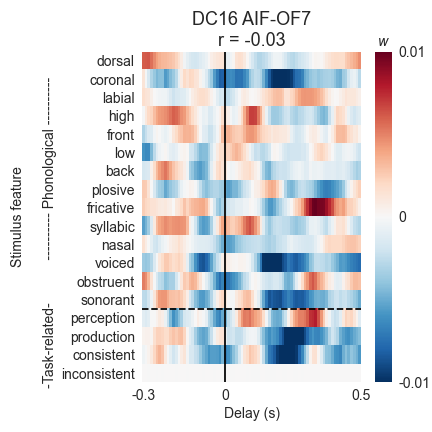 DC16 AIF-OF7
r = -0.03
w
dorsal
coronal
labial
high
front
low
back
plosive
fricative
syllabic
nasal
voiced
obstruent
sonorant
perception
production
consistent
inconsistent
Stimulus feature
-Task-related- ---------- Phonological ----------
0.01
0
-0.01
-0.3
0
0.5
Delay (s)